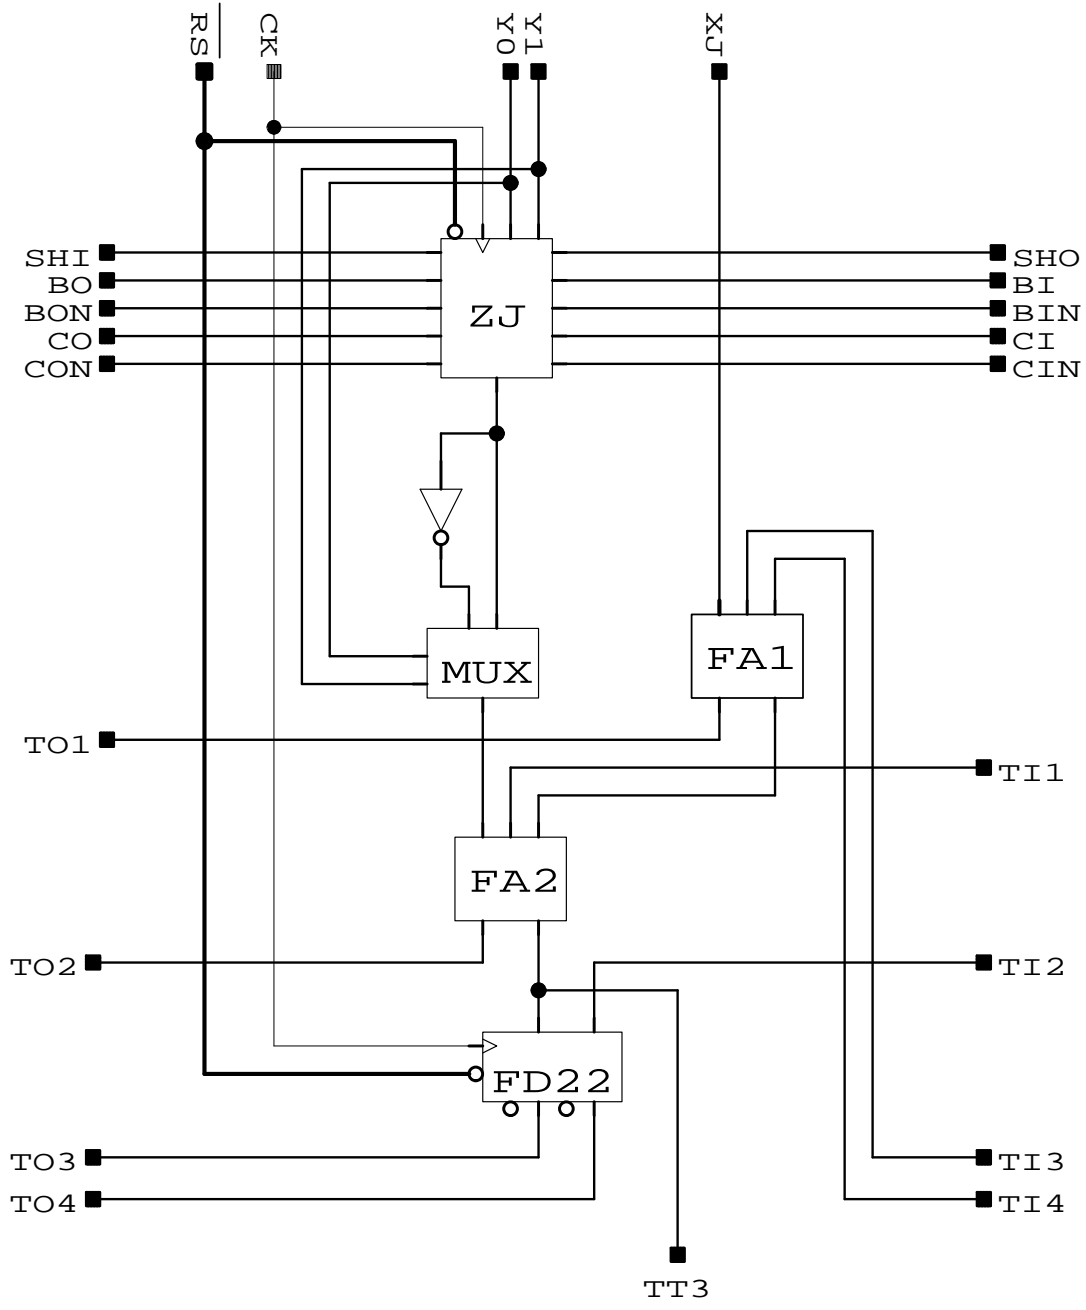 RS
CK
Y0
Y1
XJ
SHI
SHO
BO
BI
BON
BIN
ZJ
CO
CI
CON
CIN
MUX
FA1
TO1
TI1
FA2
TO2
TI2
FD22
TO3
TI3
TO4
TI4
TT3